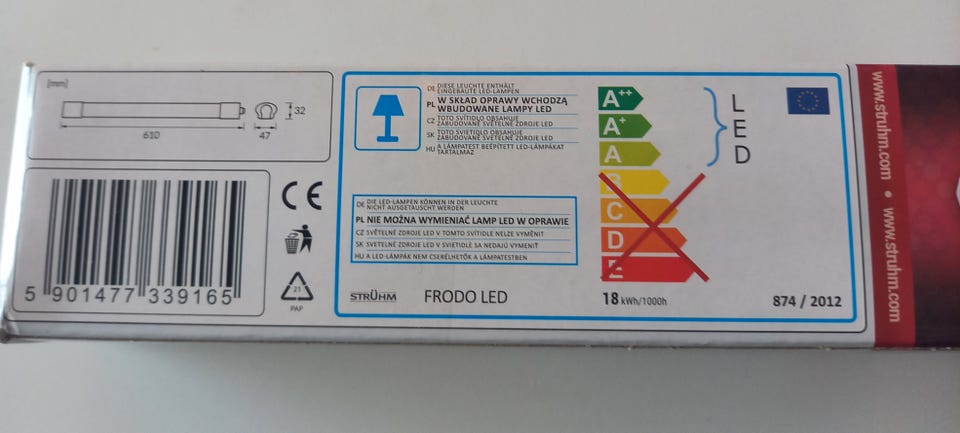 [mm]
610
47
32
5 901477 339165
21
PAP
DE DIESE LEUCHTE ENTHÄLT
EINGEBAUTE LED-LAMPEN
PL W SKŁAD OPRAWY WCHODZĄ
WBUDOWANE LAMPY LED
CZ TOTO SVÍTIDLO OBSAHUJE
ZABUDOVANÉ SVĚTELNÉ ZDROJE LED
SK TOTO SVIETIDLO OBSAHUJE
ZABUDOVANÉ SVETELNÉ ZDROJE LED
HU A LÁMPATEST BEÉPÍTETT LED-LÁMPÁKAT
TARTALMAZ
DE DIE LED-LAMPEN KÖNNEN IN DER LEUCHTE
NICHT AUSGETAUSCHT WERDEN
PL NIE MOŻNA WYMIENIAĆ LAMP LED W OPRAWIE
CZ SVĚTELNÉ ZDROJE LED V TOMTO SVÍTIDLE NELZE VYMĚNIT
SK SVETELNÉ ZDROJE LED V SVIETIDLE SA NEDAJÚ VYMENIŤ
HU A LED-LÁMPÁK NEM CSERÉLHETŐK A LÁMPATESTBEN
STRÜHM FRODO LED
A++
A+
A
B
C
D
E
L
E
D
18 kWh/1000h
874 / 2012
www.struhm.com • www.struhm.com